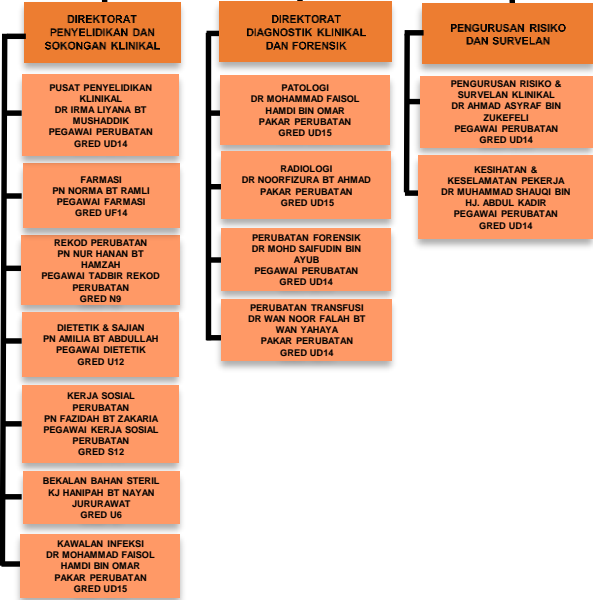 DIREKTORAT
PENYELIDIKAN DAN
SOKONGAN KLINIKAL
PUSAT PENYELIDIKAN
KLINIKAL
DR IRMA LIYANA BT
MUSHADDIK
PEGAWAI PERUBATAN
GRED UD14
FARMASI
PN NORMA BT RAMLI
PEGAWAI FARMASI
GRED UF14
REKOD PERUBATAN
PN NUR HANAN BT
HAMZAH
PEGAWAI TADBIR REKOD
PERUBATAN
GRED N9
DIETETIK & SAJIAN
PN AMILIA BT ABDULLAH
PEGAWAI DIETETIK
GRED U12
KERJA SOSIAL
PERUBATAN
PN FAZIDAH BT ZAKARIA
PEGAWAI KERJA SOSIAL
PERUBATAN
GRED S12
BEKALAN BAHAN STERIL
KJ HANIPAH BT NAYAN
JURURAWAT
GRED U6
KAWALAN INFEKSI
DR MOHAMMAD FAISOL
HAMDI BIN OMAR
PAKAR PERUBATAN
GRED UD15
DIREKTORAT
DIAGNOSTIK KLINIKAL
DAN FORENSIK
PATOLOGI
DR MOHAMMAD FAISOL
HAMDI BIN OMAR
PAKAR PERUBATAN
GRED UD15
RADIOLOGI
DR NOORFIZURA BT AHMAD
PAKAR PERUBATAN
GRED UD15
PERUBATAN FORENSIK
DR MOHD SAIFUDIN BIN
AYUB
PEGAWAI PERUBATAN
GRED UD14
PERUBATAN TRANSFUSI
DR WAN NOOR FALAH BT
WAN YAHAYA
PAKAR PERUBATAN
GRED UD14
PENGURUSAN RISIKO
DAN SURVELAN
PENGURUSAN RISIKO &
SURVELAN KLINIKAL
DR AHMAD ASYRAF BIN
ZUKEFELI
PEGAWAI PERUBATAN
GRED UD14
KESIHATAN &
KESELAMATAN PEKERJA
DR MUHAMMAD SHAUQI BIN
HJ. ABDUL KADIR
PEGAWAI PERUBATAN
GRED UD14